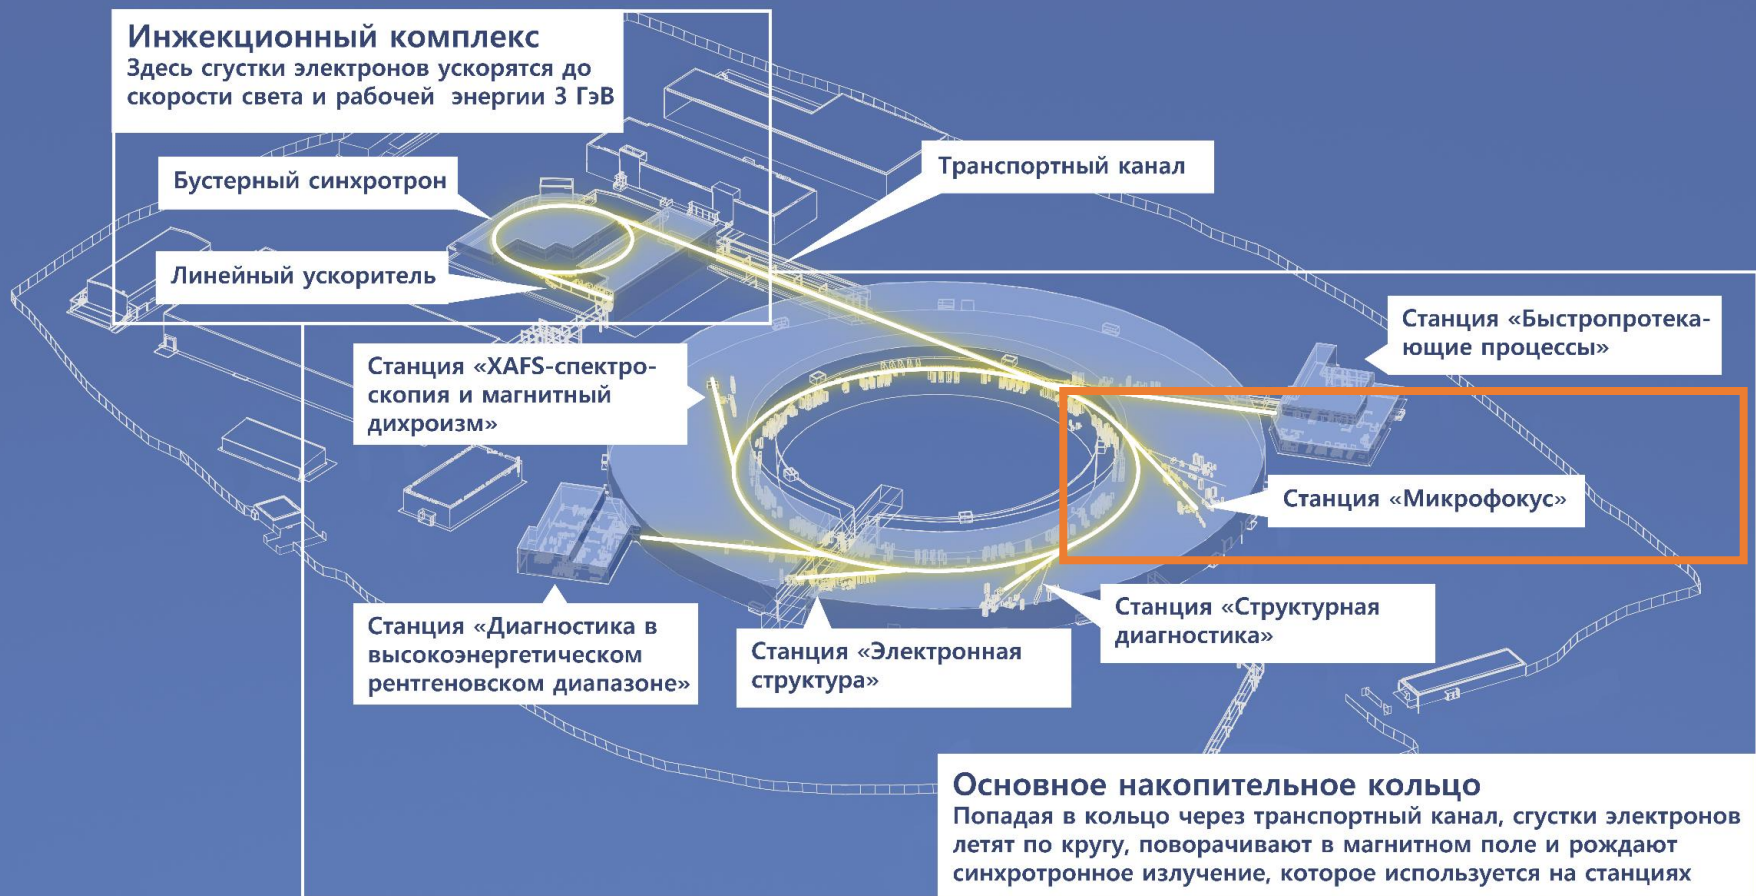 Инжекционный комплекс
Здесь сгустки электронов ускорятся до
скорости света и рабочей энергии 3 ГэВ
Бустерный синхротрон
Транспортный канал
Линейный ускоритель
Станция «Быстропротека-
ющие процессы»
Станция «XAFS-спектро-
скопия и магнитный
дихроизм»
Станция «Микрофокус»
Станция «Структурная
диагностика»
Станция «Диагностика в
высокоэнергетическом
рентгеновском диапазоне»
Станция «Электронная
структура»
Основное накопительное кольцо
Попадая в кольцо через транспортный канал, сгустки электронов
летят по кругу, поворачивают в магнитном поле и рождают
синхротронное излучение, которое используется на станциях